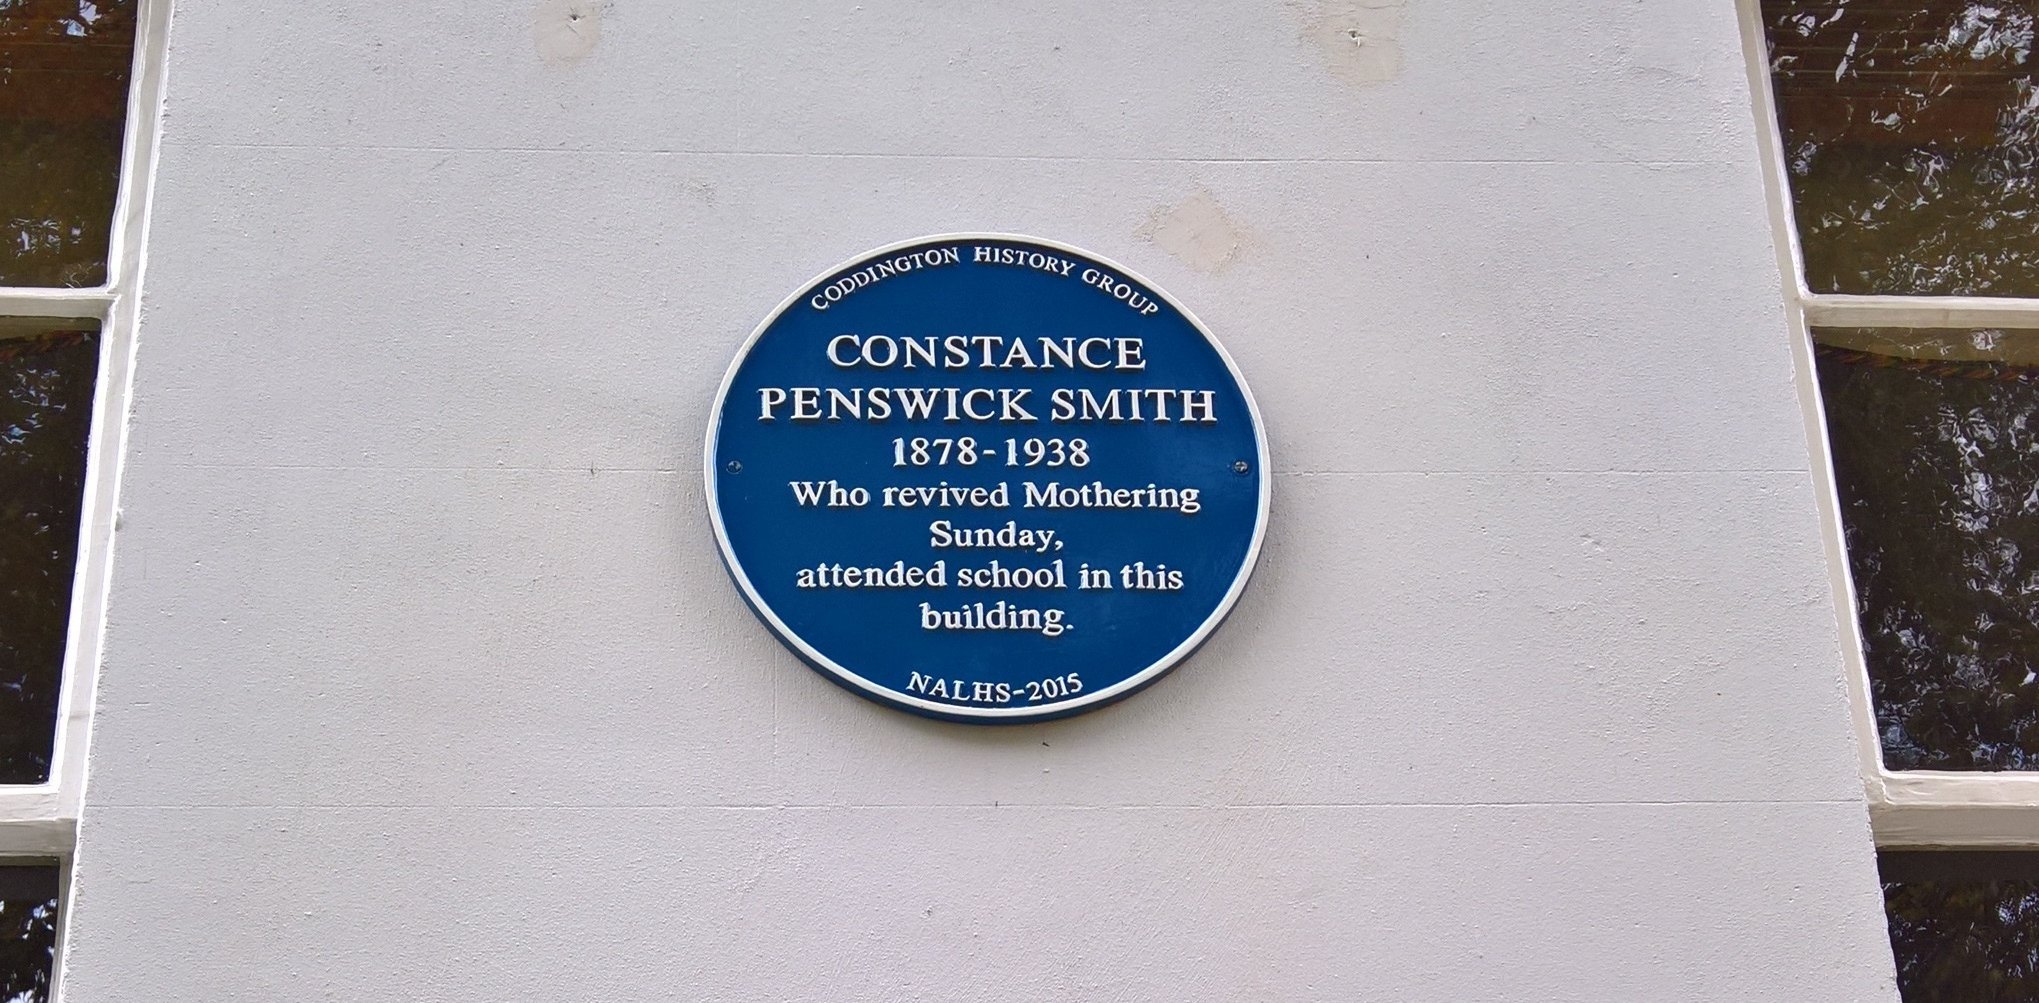 CODDINGTON HISTORY GROUP
CONSTANCE
PENSWICK SMITH
1878-1938
Who revived Mothering
Sunday,
attended school in this
building.
NALHS-2015